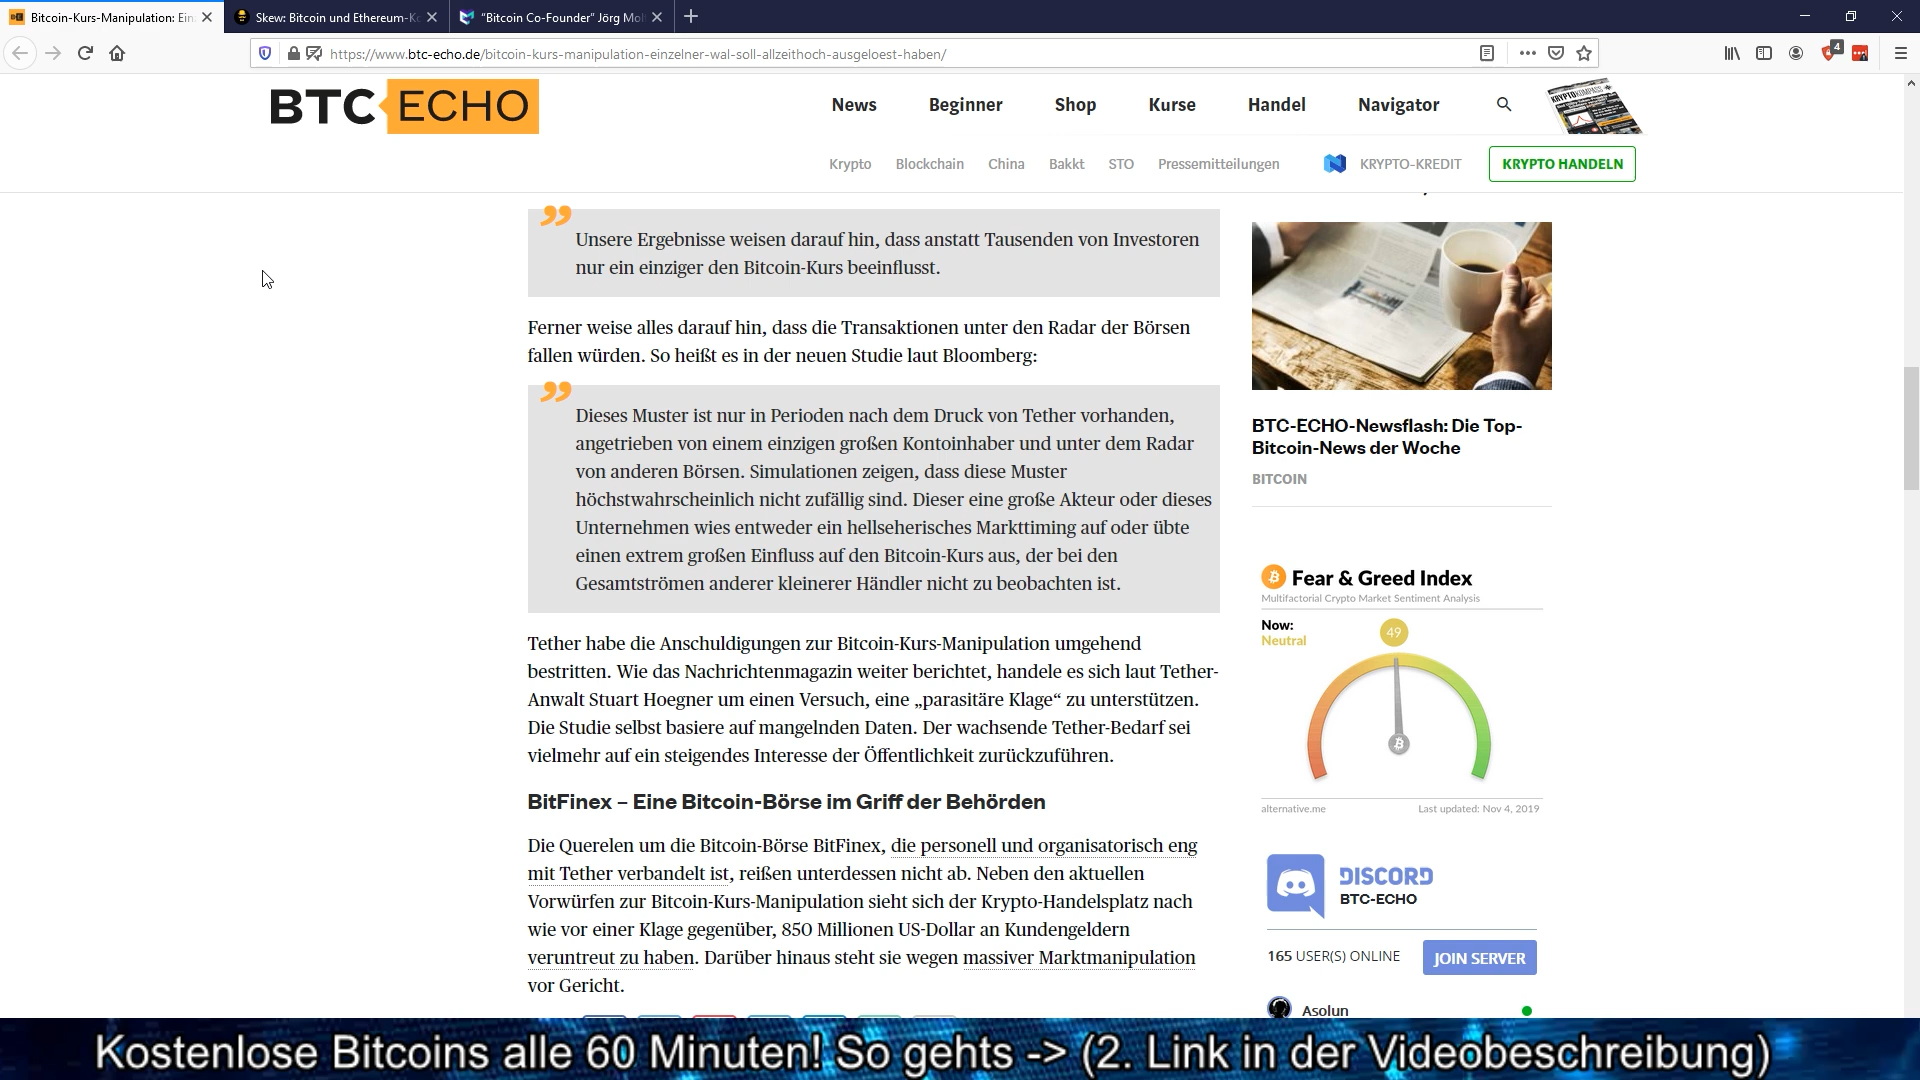 Bitcoin-Kurs-Manipulation: Ein
Skew: Bitcoin und Ethereum-Ko
"Bitcoin Co-Founder" Jörg Mol
https://www.btc-echo.de/bitcoin-kurs-manipulation-einzelner-wal-soll-allzeithoch-ausgeloest-haben/
4
BTC ECHO
News Beginner Shop Kurse Handel Navigator
KRYPTOKOMPASS
Krypto Blockchain China Bakkt STO Pressemitteilungen KRYPTO-KREDIT KRYPTO HANDELN
Unsere Ergebnisse weisen darauf hin, dass anstatt Tausenden von Investoren
nur ein einziger den Bitcoin-Kurs beeinflusst.
Ferner weise alles darauf hin, dass die Transaktionen unter den Radar der Börsen
fallen würden. So heißt es in der neuen Studie laut Bloomberg:
Dieses Muster ist nur in Perioden nach dem Druck von Tether vorhanden,
angetrieben von einem einzigen großen Kontoinhaber und unter dem Radar
von anderen Börsen. Simulationen zeigen, dass diese Muster
höchstwahrscheinlich nicht zufällig sind. Dieser eine große Akteur oder dieses
Unternehmen wies entweder ein hellseherisches Markttiming auf oder übte
einen extrem großen Einfluss auf den Bitcoin-Kurs aus, der bei den
Gesamtströmen anderer kleinerer Händler nicht zu beobachten ist.
Tether habe die Anschuldigungen zur Bitcoin-Kurs-Manipulation umgehend
bestritten. Wie das Nachrichtenmagazin weiter berichtet, handele es sich laut Tether-
Anwalt Stuart Hoegner um einen Versuch, eine „parasitäre Klage“ zu unterstützen.
Die Studie selbst basiere auf mangelnden Daten. Der wachsende Tether-Bedarf sei
vielmehr auf ein steigendes Interesse der Öffentlichkeit zurückzuführen.
BitFinex – Eine Bitcoin-Börse im Griff der Behörden
Die Querelen um die Bitcoin-Börse BitFinex, die personell und organisatorisch eng
mit Tether verbandelt ist, reißen unterdessen nicht ab. Neben den aktuellen
Vorwürfen zur Bitcoin-Kurs-Manipulation sieht sich der Krypto-Handelsplatz nach
wie vor einer Klage gegenüber, 850 Millionen US-Dollar an Kundengeldern
veruntreut zu haben. Darüber hinaus steht sie wegen massiver Marktmanipulation
vor Gericht.
BTC-ECHO-Newsflash: Die Top-
Bitcoin-News der Woche
BITCOIN
Fear & Greed Index
Multifactorial Crypto Market Sentiment Analysis
Now:
Neutral
49
alternative.me Last updated: Nov 4, 2019
DISCORD
BTC-ECHO
165 USER(S) ONLINE JOIN SERVER
Asolun
Kostenlose Bitcoins alle 60 Minuten! So gehts -> (2. Link in der Videobeschreibung)